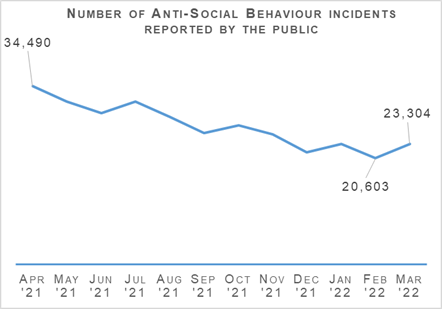 Number of Anti-Social Behaviour incidents
reported by the public
34,490
23,304
20,603
Apr May Jun Jul Aug Sep Oct Nov Dec Jan Feb Mar
'21 '21 '21 '21 '21 '21 '21 '21 '21 '22 '22 '22